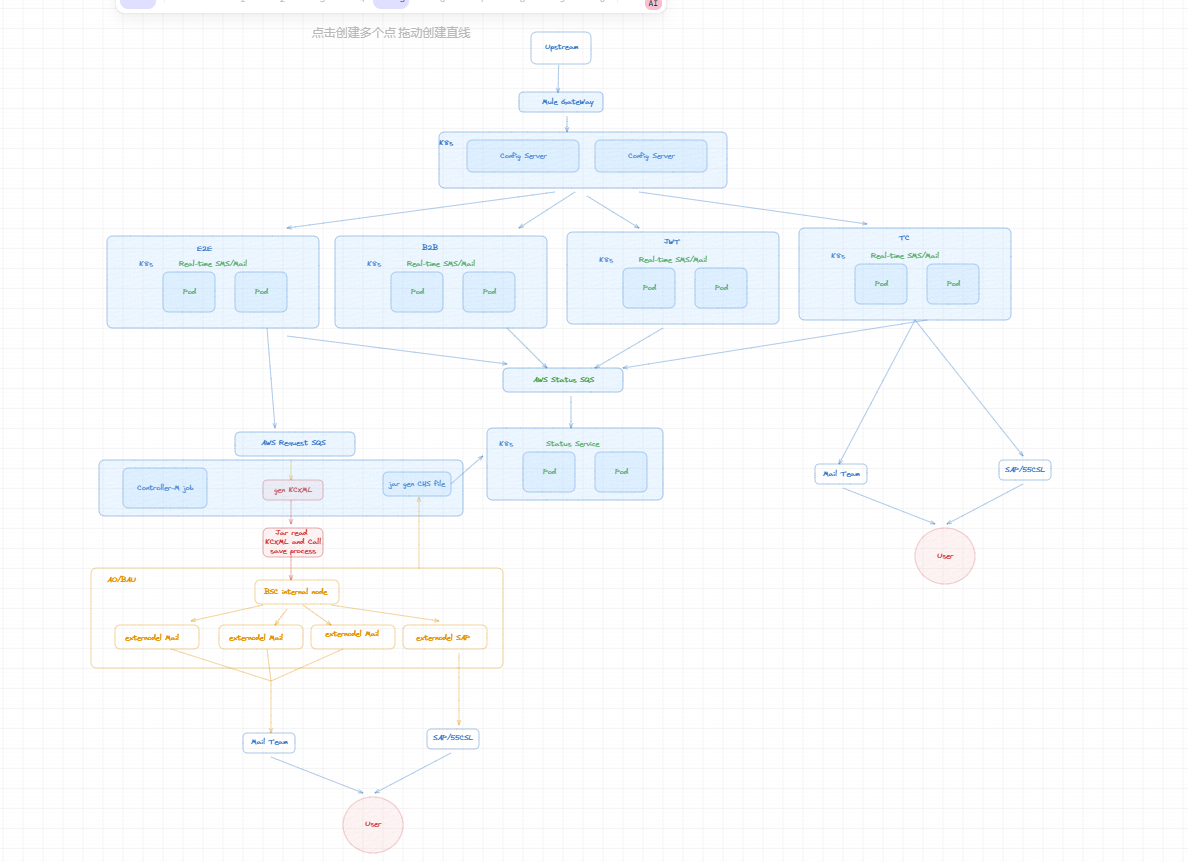 AI
点击创建多个点 拖动创建直线
Upstream
Mule GateWay
K8s
Config Server
Config Server
E2E
K8s
Real-time SMS/Mail
Pod
Pod
B2B
K8s
Real-time SMS/Mail
Pod
Pod
JWT
K8s
Real-time SMS/Mail
Pod
Pod
TC
K8s
Real-time SMS/Mail
Pod
Pod
AWS Status SQS
AWS Request SQS
K8s
Status Service
Pod
Pod
Mail Team
SAP/55CSL
User
Controller-M job
gen KCXML
jar gen CHS file
Jar read
KCXML and Call
save process
AO/BAU
BSC internal node
externodel Mail
externodel Mail
externodel Mail
externodel SAP
Mail Team
SAP/55CSL
User